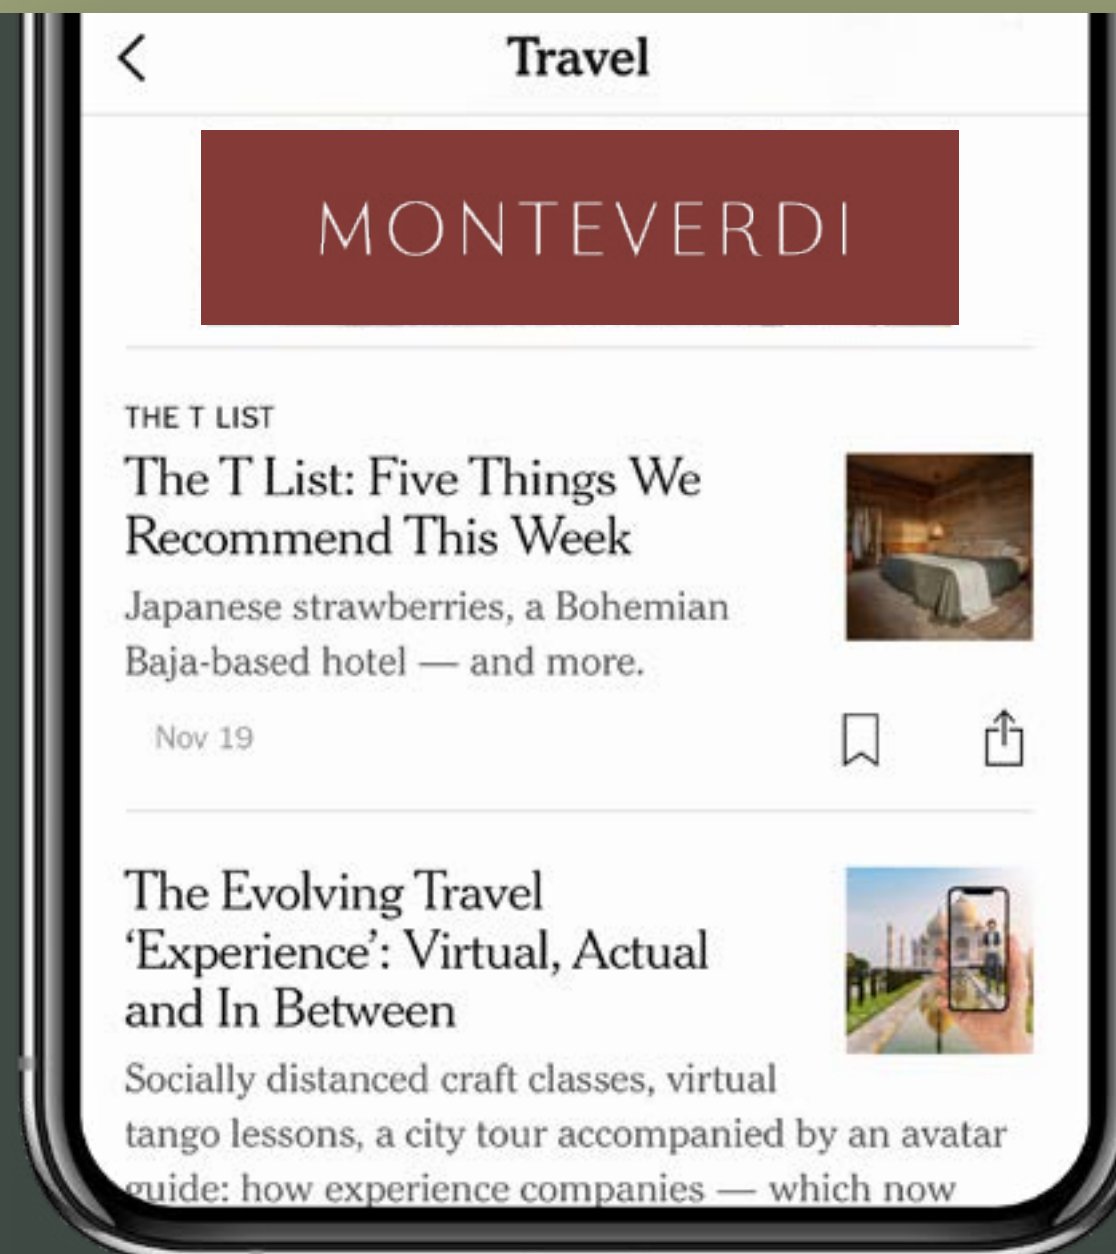 Travel
MONTEVERDI
THE T LIST
The T List: Five Things We
Recommend This Week
Japanese strawberries, a Bohemian
Baja-based hotel — and more.
Nov 19
The Evolving Travel
‘Experience’: Virtual, Actual
and In Between
Socially distanced craft classes, virtual
tango lessons, a city tour accompanied by an avatar
guide: how experience companies — which now